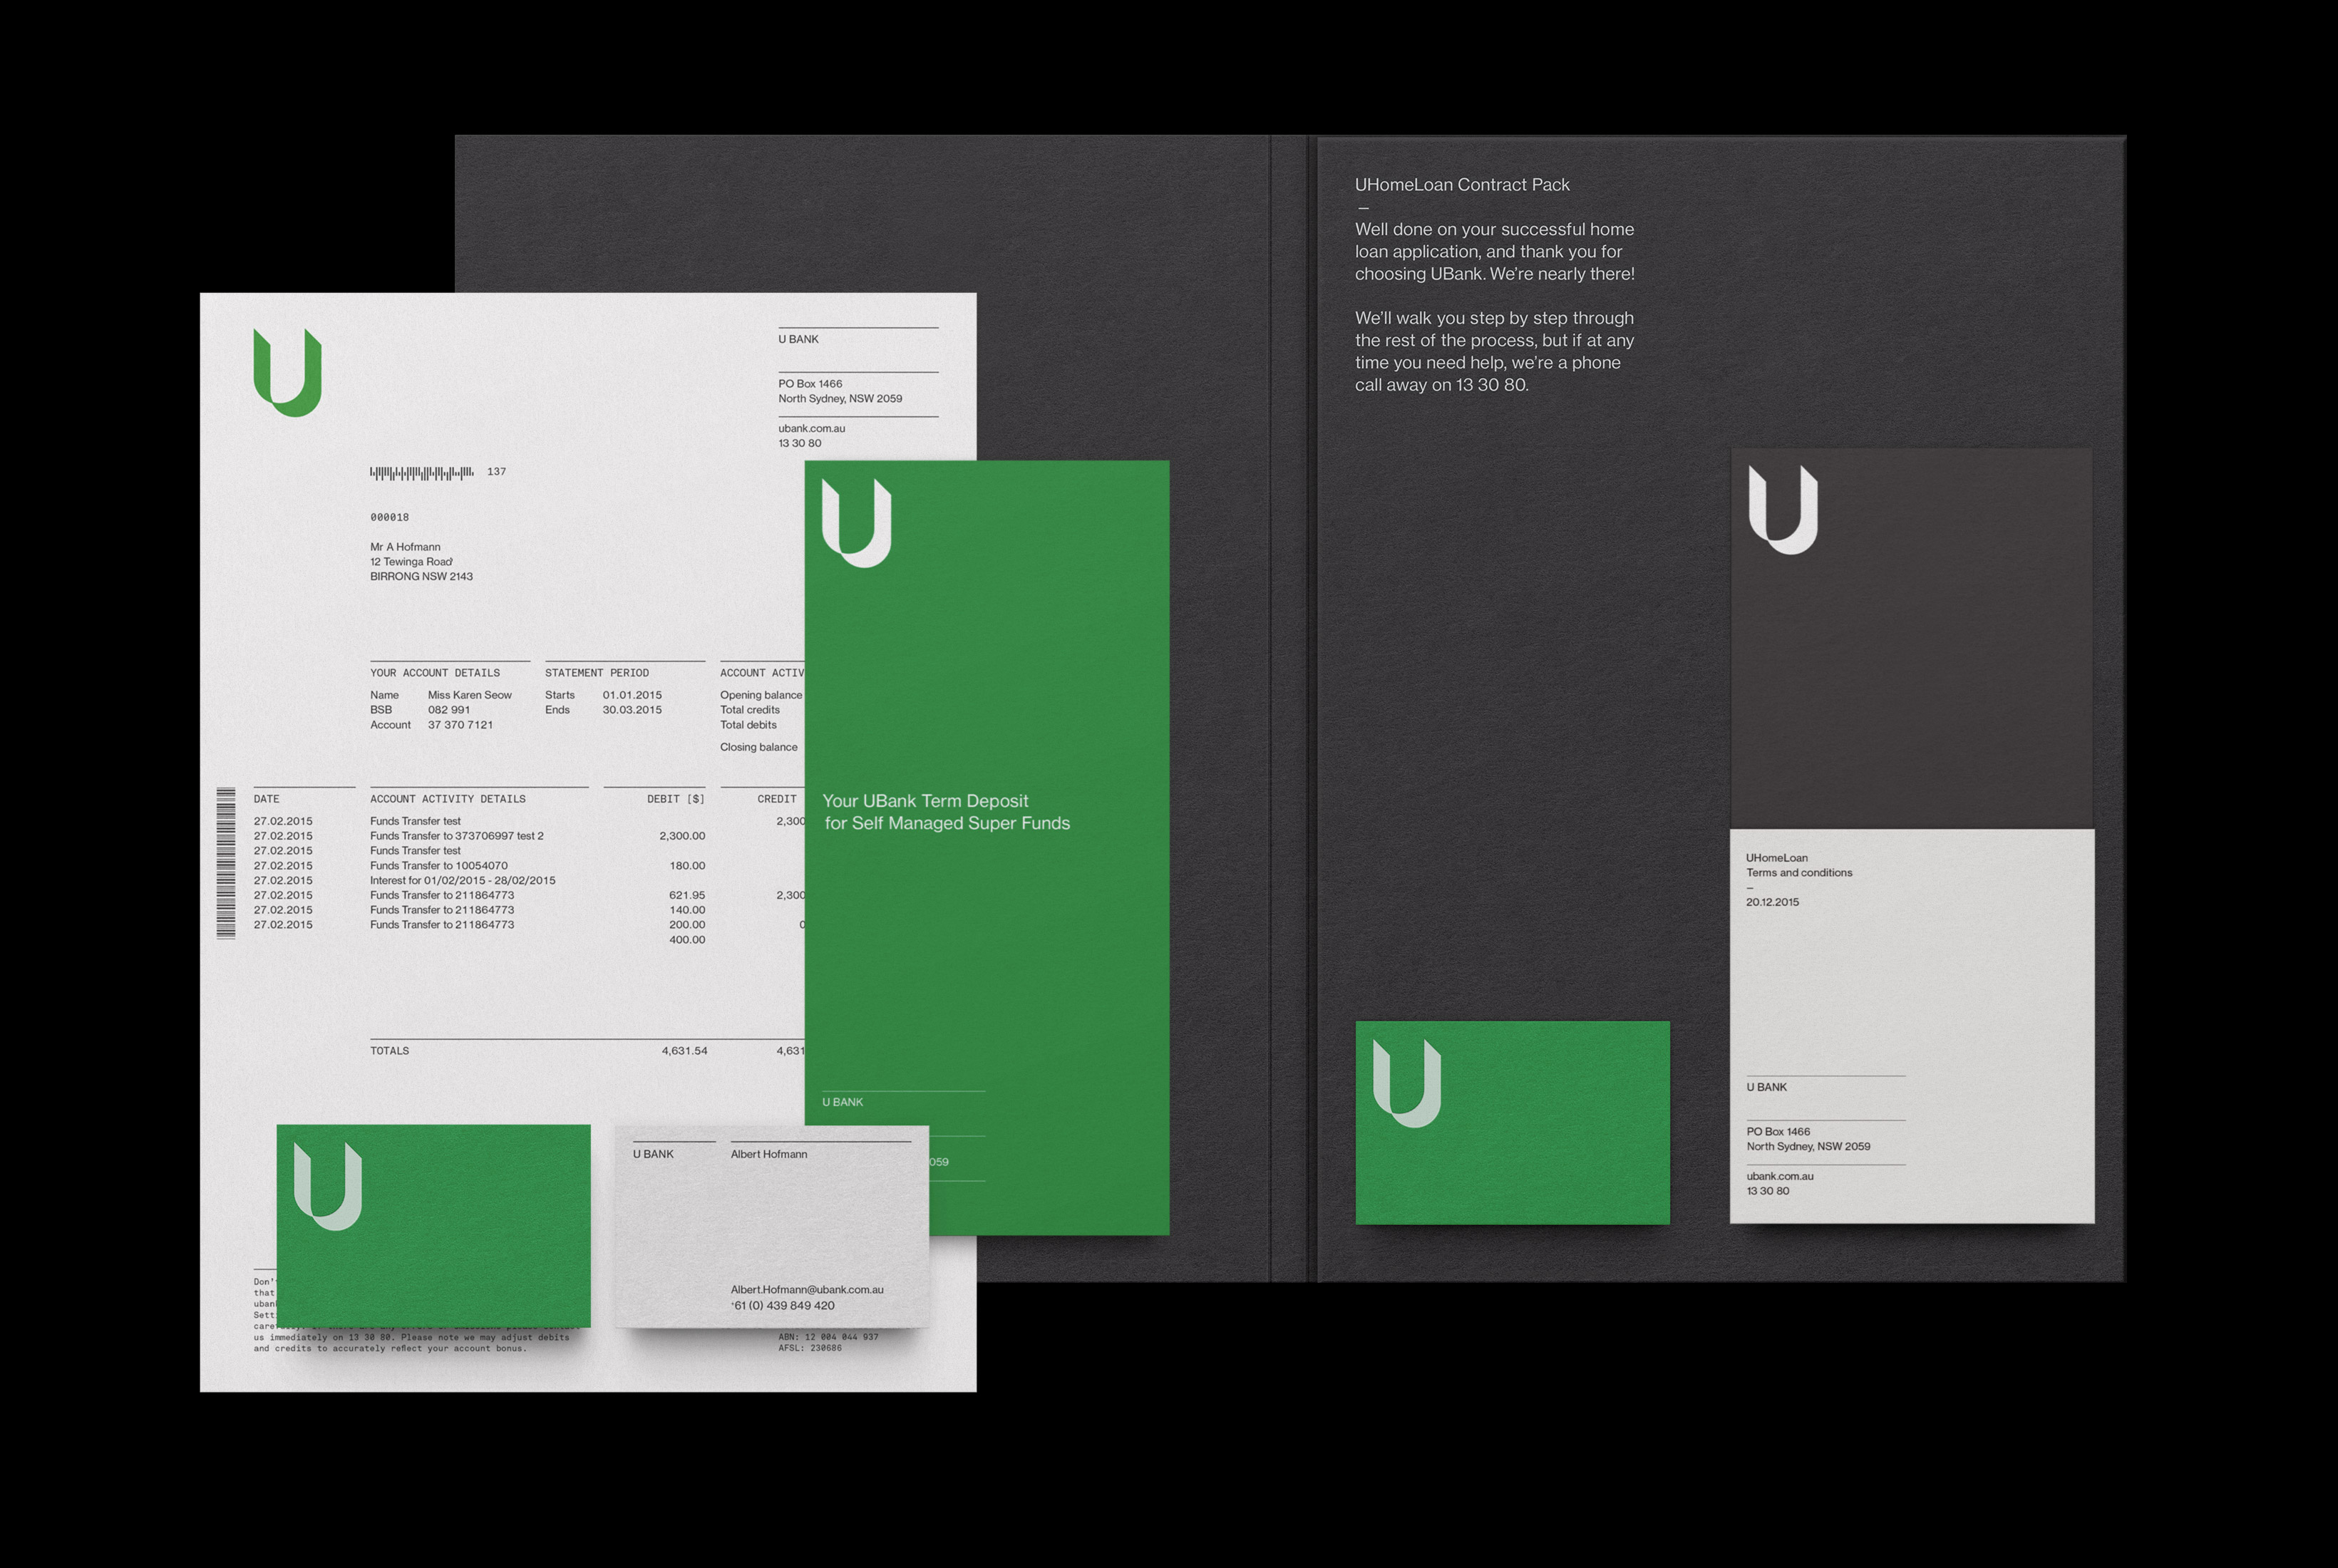 U BANK
PO Box 1466
North Sydney, NSW 2059
ubank.com.au
13 30 80
137
000018
Mr A Hofmann
12 Tewinga Road
BIRRONG NSW 2143
YOUR ACCOUNT DETAILS
Name Miss Karen Seow
BSB 082 991
Account 37 370 7121
STATEMENT PERIOD
Starts 01.01.2015
Ends 30.03.2015
ACCOUNT ACTIV
Opening balance
Total credits
Total debits
Closing balance
DATE ACCOUNT ACTIVITY DETAILS DEBIT [$] CREDIT
27.02.2015 Funds Transfer test 2,300
27.02.2015 Funds Transfer to 373706997 test 2 2,300.00
27.02.2015 Funds Transfer test
27.02.2015 Funds Transfer to 10054070 180.00
27.02.2015 Interest for 01/02/2015 - 28/02/2015
27.02.2015 Funds Transfer to 211864773 621.95 2,300
27.02.2015 Funds Transfer to 211864773 140.00
27.02.2015 Funds Transfer to 211864773 200.00 0
400.00
TOTALS 4,631.54 4,631
Don'
that
ubank
Sett
us immediately on 13 30 80. Please note we may adjust debits
and credits to accurately reflect your account bonus.
ABN: 12 004 044 937
AFSL: 230686
U
U BANK
Albert Hofmann
Albert.Hofmann@ubank.com.au
+61 (0) 439 849 420
U
Your UBank Term Deposit
for Self Managed Super Funds
U BANK
059
UHomeLoan Contract Pack
–
Well done on your successful home
loan application, and thank you for
choosing UBank. We're nearly there!
We'll walk you step by step through
the rest of the process, but if at any
time you need help, we're a phone
call away on 13 30 80.
U
U
UHomeLoan
Terms and conditions
–
20.12.2015
U BANK
PO Box 1466
North Sydney, NSW 2059
ubank.com.au
13 30 80